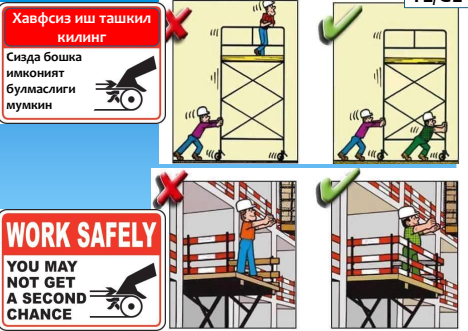 Хавфсиз иш ташкил
килинг
Сизда бошка
имконият
булмаслиги
мумкин
WORK SAFELY
YOU MAY
NOT GET
A SECOND
CHANCE